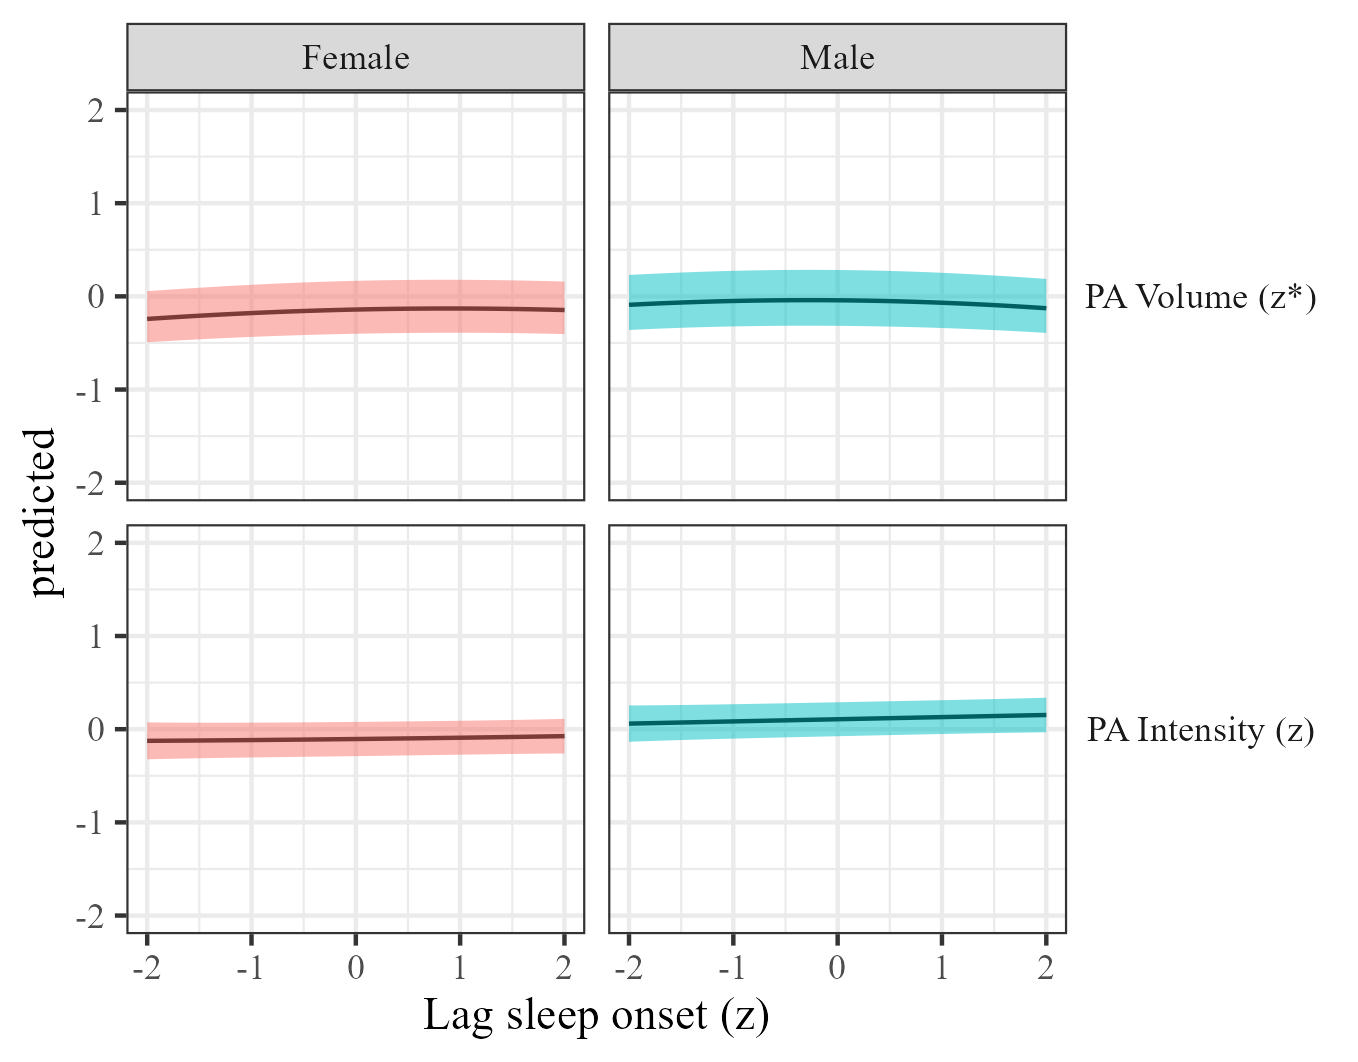 Female
Male
2
1
0
-1
-2
PA Volume (z*)
predicted
2
1
0
-1
-2
PA Intensity (z)
-2 -1 0 1 2
-2 -1 0 1 2
Lag sleep onset (z)